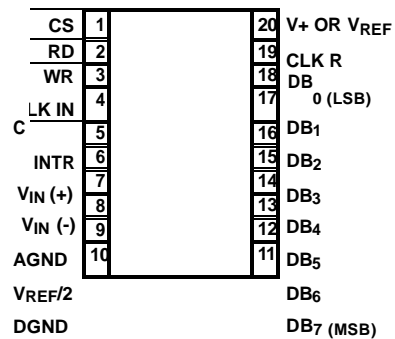 CS 1 20 V+ OR VREF
RD 2 19 CLK R
WR 3 18 DB
4 17 0 (LSB)
LK IN
C 5 16 DB1
INTR 6 15 DB2
VIN (+) 7 14 DB3
8 13
VIN (-) 9 12 DB4
AGND 10 11 DB5
VREF/2 DB6
DGND DB7 (MSB)